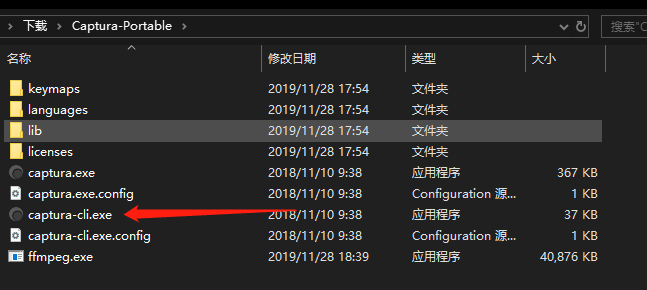 下载 › Captura-Portable ›
搜索"C
名称 修改日期 类型 大小
keymaps 2019/11/28 17:54 文件夹
languages 2019/11/28 17:54 文件夹
lib 2019/11/28 17:54 文件夹
licenses 2019/11/28 17:54 文件夹
captura.exe 2018/11/10 9:38 应用程序 367 KB
captura.exe.config 2018/11/10 9:38 Configuration 源... 1 KB
captura-cli.exe 2018/11/10 9:38 应用程序 37 KB
captura-cli.exe.config 2018/11/10 9:38 Configuration 源... 1 KB
ffmpeg.exe 2019/11/28 18:39 应用程序 40,876 KB